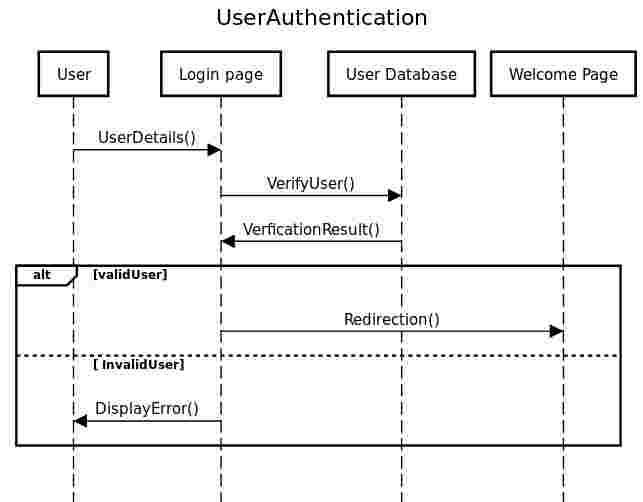 UserAuthentication
User
Login page
User Database
Welcome Page
UserDetails()
VerifyUser()
VerficationResult()
alt
[validUser]
Redirection()
[ InvalidUser]
DisplayError()